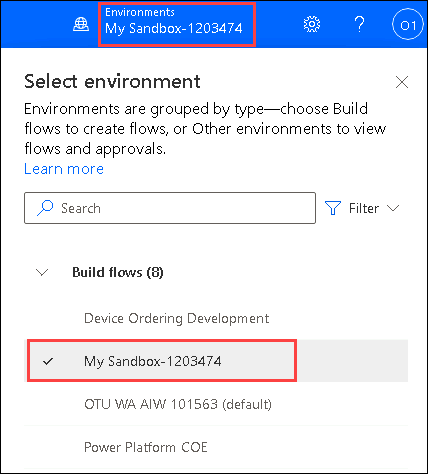 Environments
My Sandbox-1203474
?
O1
Select environment
Environments are grouped by type—choose Build
flows to create flows, or Other environments to view
flows and approvals.
Learn more
Search
Filter
Build flows (8)
Device Ordering Development
My Sandbox-1203474
OTU WA AIW 101563 (default)
Power Platform COE